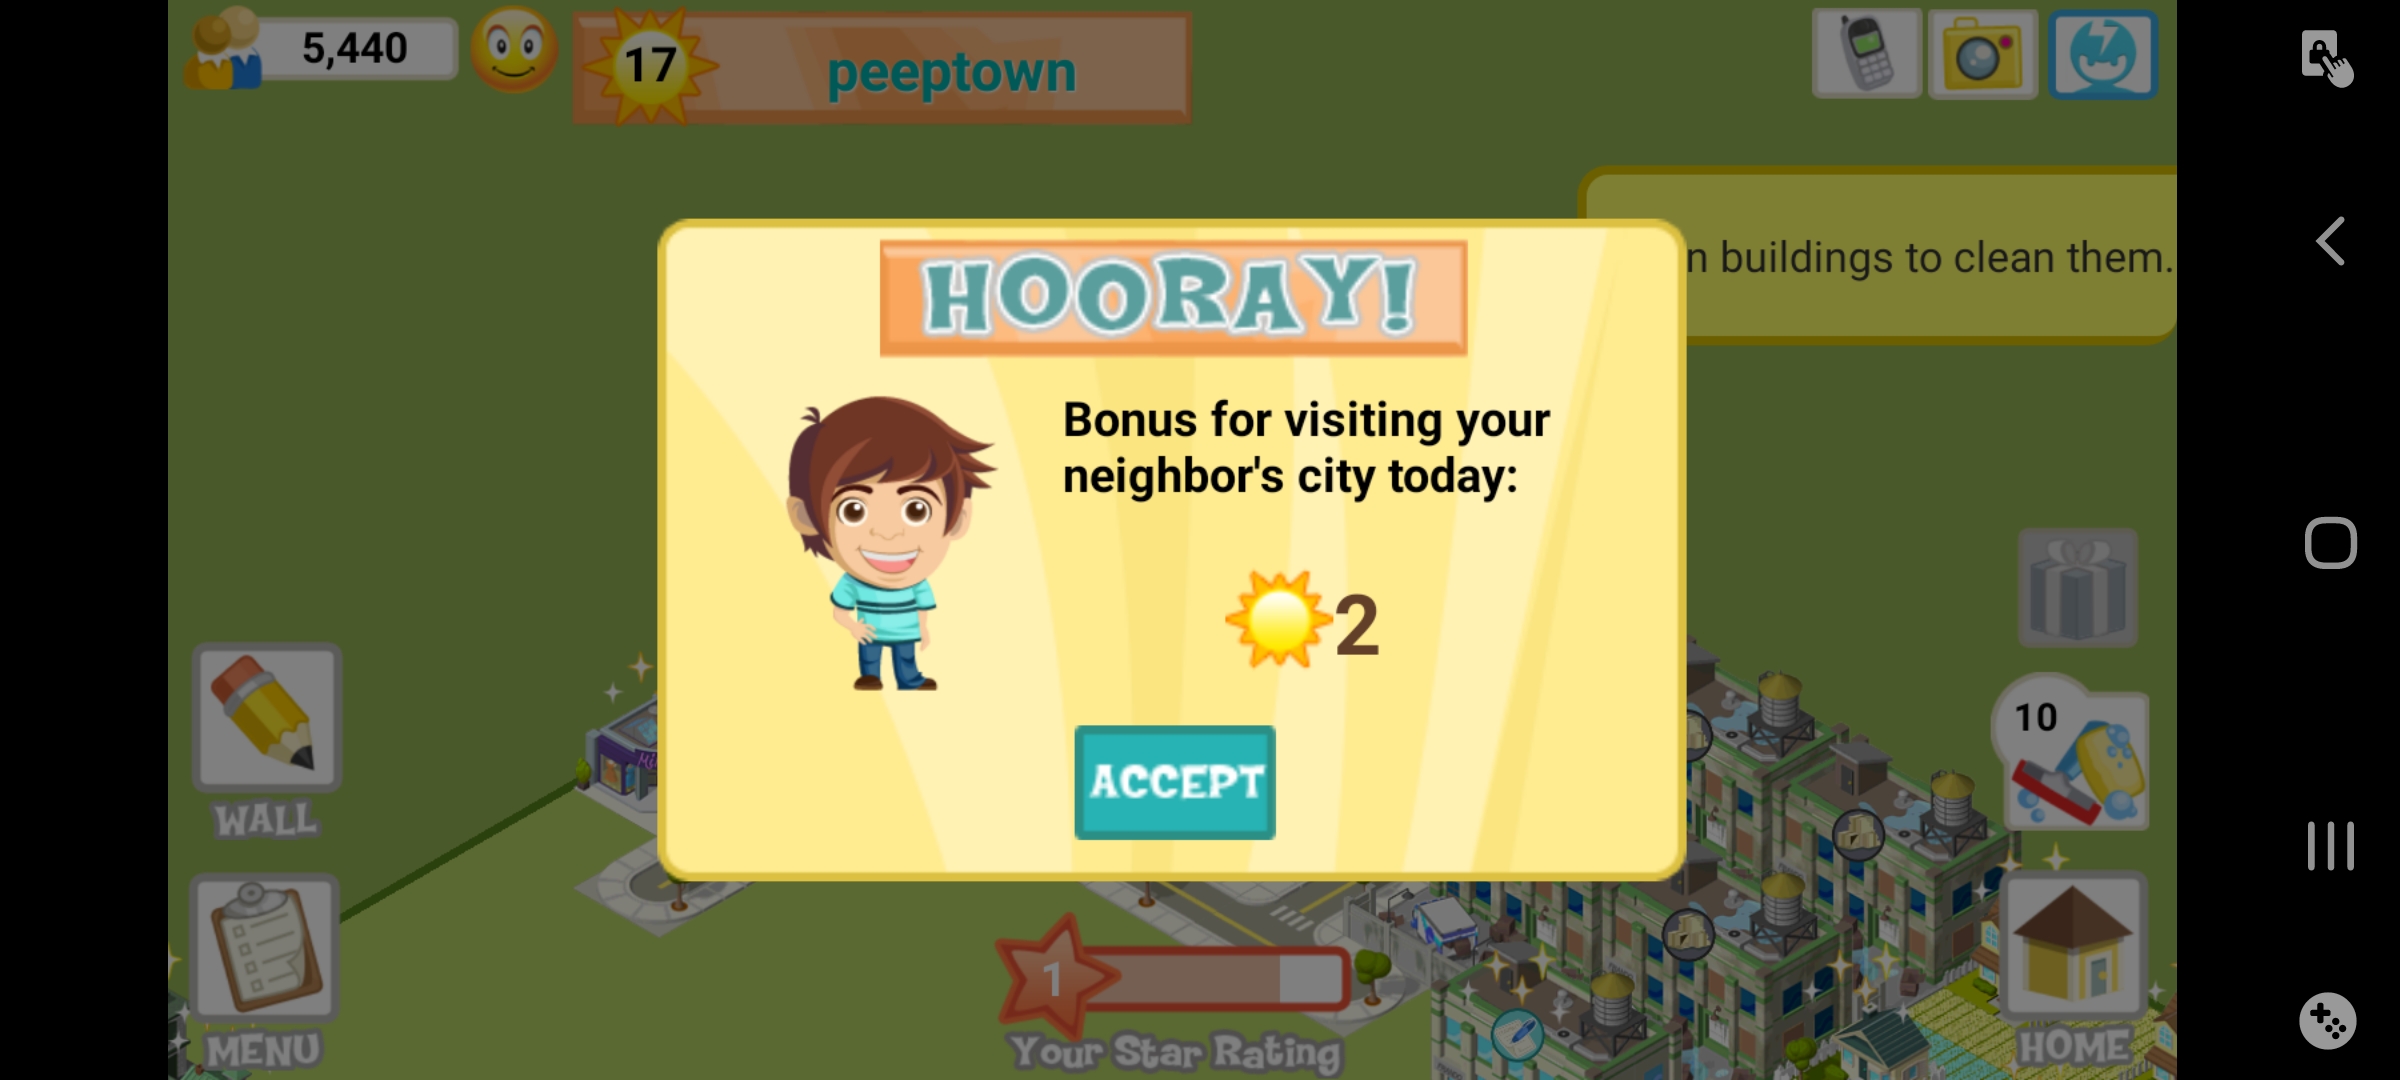 5,440
17
peeptown
n buildings to clean them.
HOORAY!
Bonus for visiting your
neighbor's city today:
2
ACCEPT
10
WALL
MENU
1
Your Star Rating
HOME